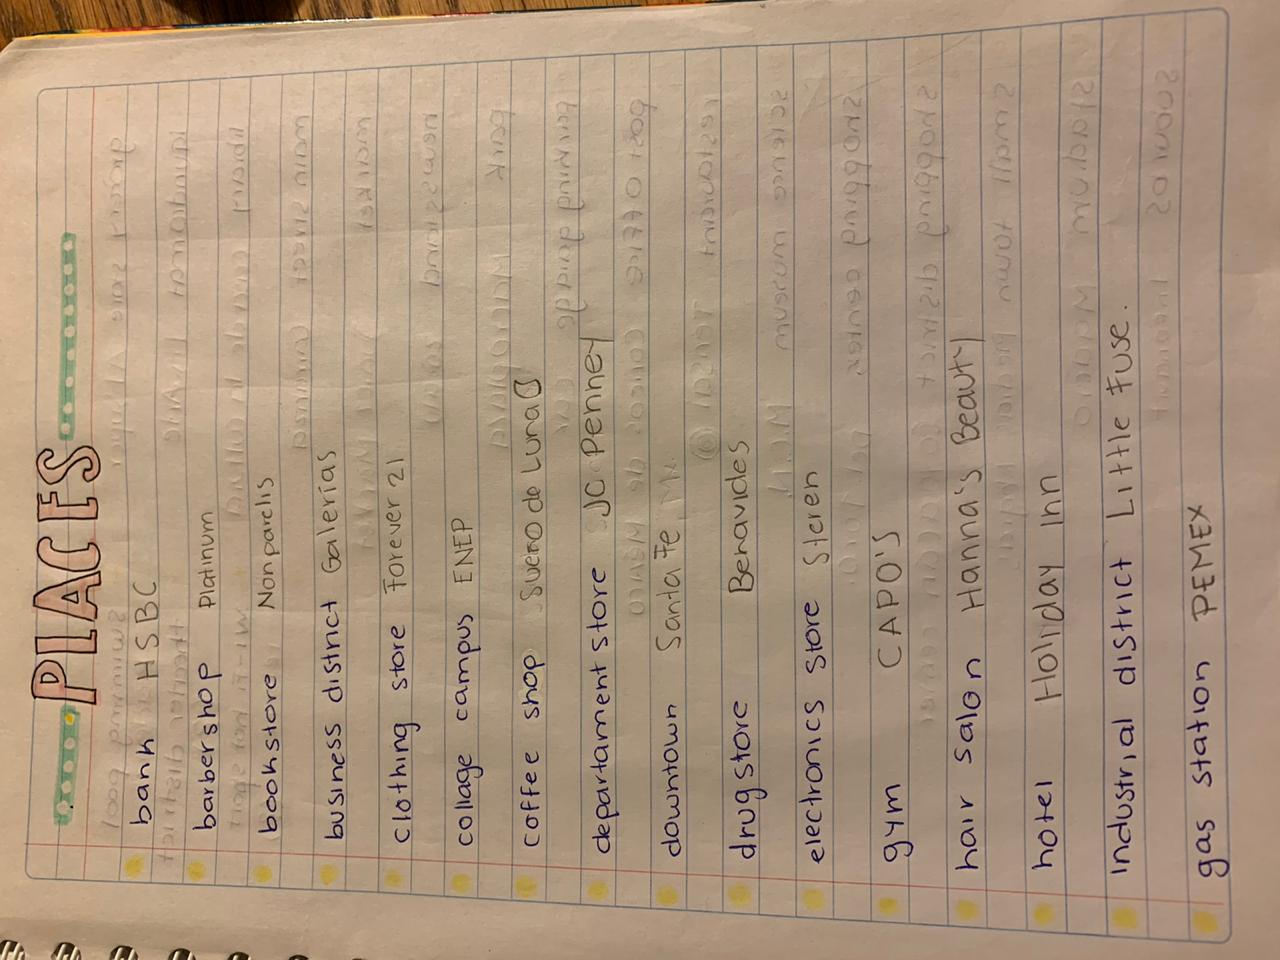 PLACES
bank HSBC
barbershop Platinum
bookstore Nonparelis
business district Galerías
clothing store Forever 21
collage campus ENEP
coffee shop Sueño de Luna
departament store JC Penney
downtown Santa Fe
drugstore Benavides
electronics store Steren
gym CAPO'S
hair salon Hanna's Beauty
hotel Holiday Inn
industrial district Little Fuse.
gas station PEMEX